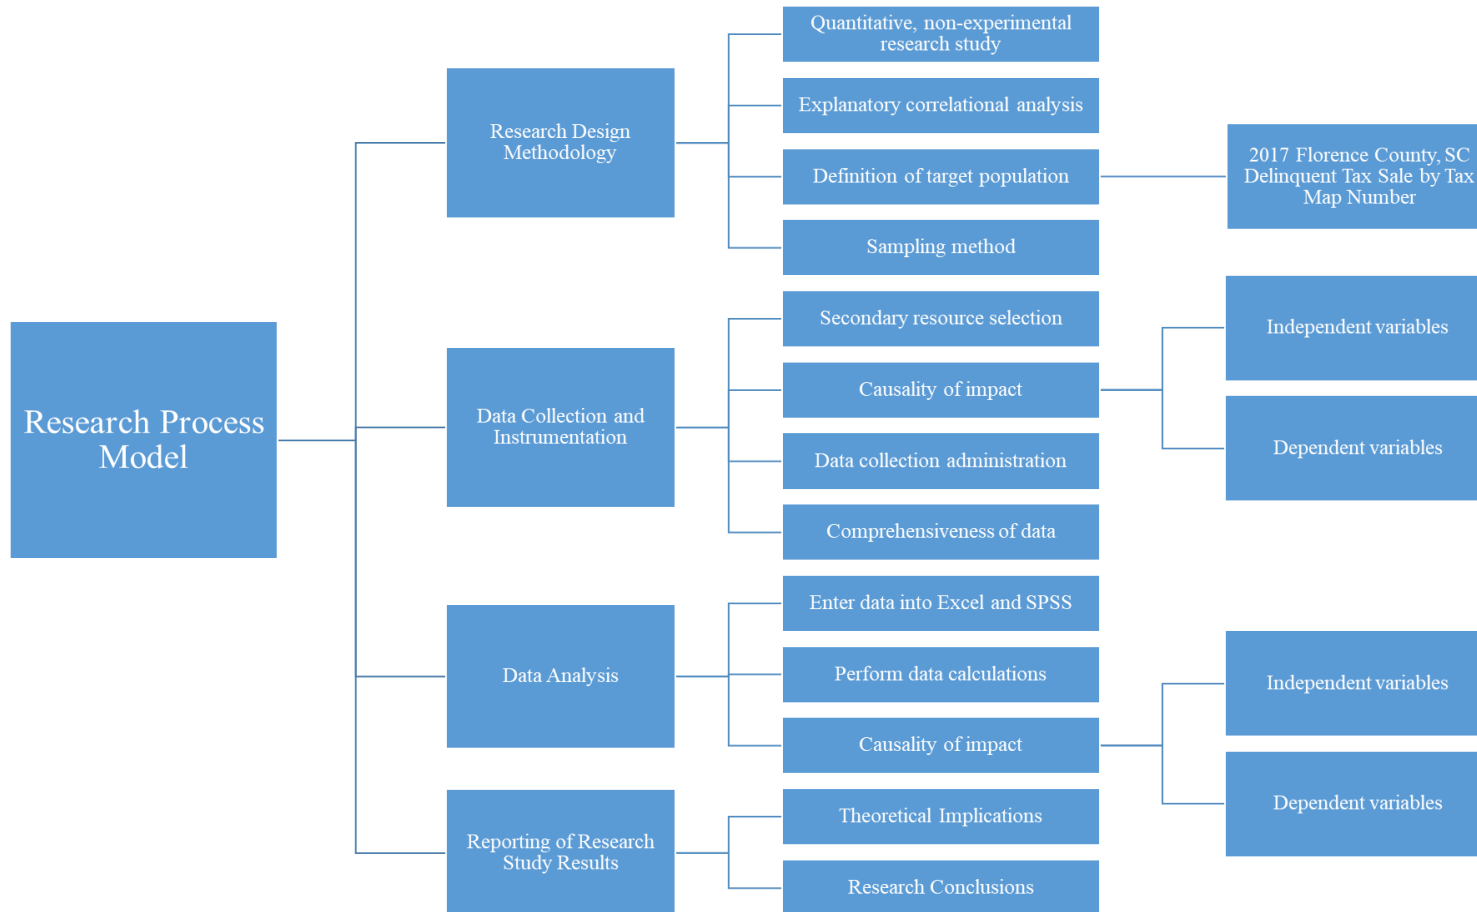 Research Process
Model
Research Design
Methodology
Quantitative, non-experimental
research study
Explanatory correlational analysis
Definition of target population
2017 Florence County, SC
Delinquent Tax Sale by Tax
Map Number
Sampling method
Data Collection and
Instrumentation
Secondary resource selection
Causality of impact
Independent variables
Dependent variables
Data collection administration
Comprehensiveness of data
Data Analysis
Enter data into Excel and SPSS
Perform data calculations
Causality of impact
Independent variables
Dependent variables
Reporting of Research
Study Results
Theoretical Implications
Research Conclusions